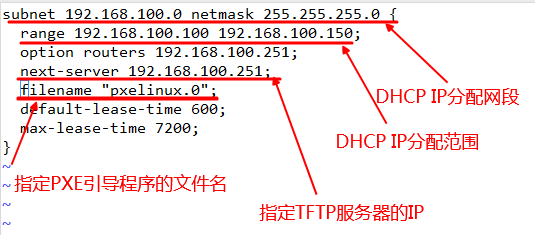 subnet 192.168.100.0 netmask 255.255.255.0 {
range 192.168.100.100 192.168.100.150;
option routers 192.168.100.251;
next-server 192.168.100.251;
filename "pxelinux.0";
default-lease-time 600;
max-lease-time 7200;
}
~
~
~
~
DHCP IP分配网段
DHCP IP分配范围
指定PXE引导程序的文件名
指定TFTP服务器的IP